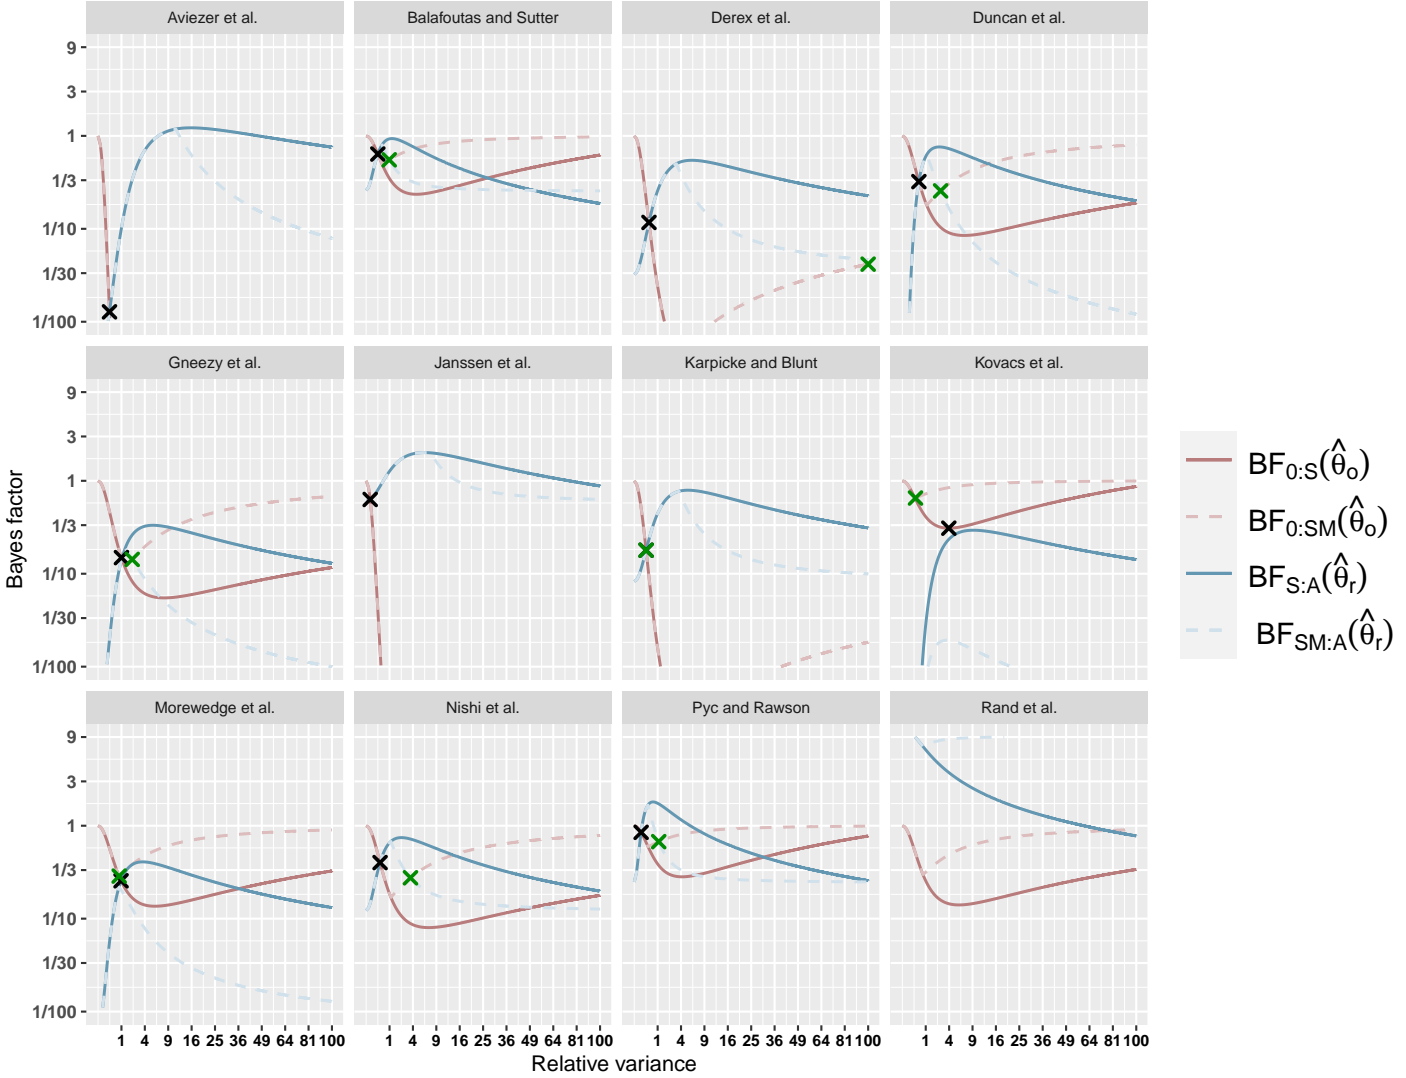 Aviezer et al.
Balafoutas and Sutter
Derex et al.
Duncan et al.
9
3
1
1/3
1/10
1/30
1/100
Gneezy et al.
Janssen et al.
Karpicke and Blunt
Kovacs et al.
9
3
1
1/3
1/10
1/30
1/100
Morewedge et al.
Nishi et al.
Pyc and Rawson
Rand et al.
9
3
1
1/3
1/10
1/30
1/100
1 4 9 16 25 36 49 64 81 100
1 4 9 16 25 36 49 64 81 100
1 4 9 16 25 36 49 64 81 100
1 4 9 16 25 36 49 64 81 100
Relative variance
Bayes factor
BF0:S(θ̂o)
BF0:SM(θ̂o)
BFS:A(θ̂r)
BFSM:A(θ̂r)